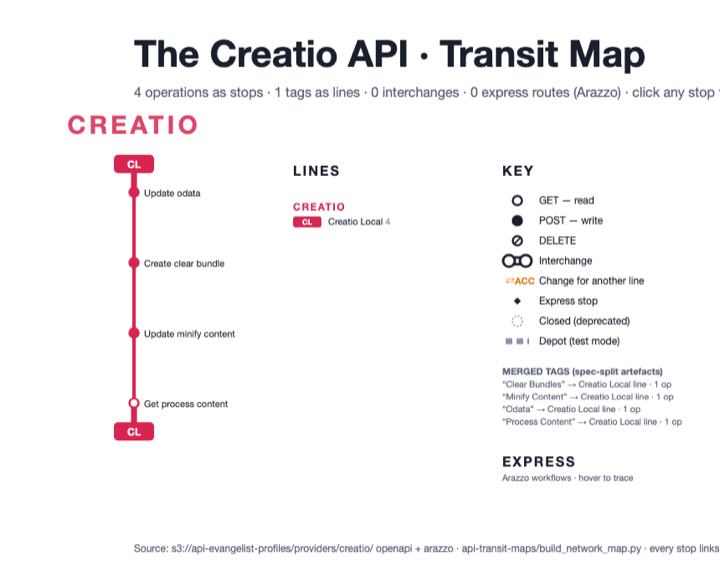 The Creatio API · Transit Map
4 operations as stops · 1 tags as lines · 0 interchanges · 0 express routes (Arazzo) · click any stop
CREATIO
CL
Update odata
Create clear bundle
Update minify content
Get process content
CL
LINES
CREATIO
CL Creatio Local 4
KEY
GET — read
POST — write
DELETE
Interchange
⇄ACC Change for another line
Express stop
Closed (deprecated)
Depot (test mode)
MERGED TAGS (spec-split artefacts)
"Clear Bundles" → Creatio Local line · 1 op
"Minify Content" → Creatio Local line · 1 op
"Odata" → Creatio Local line · 1 op
"Process Content" → Creatio Local line · 1 op
EXPRESS
Arazzo workflows · hover to trace
Source: s3://api-evangelist-profiles/providers/creatio/ openapi + arazzo · api-transit-maps/build_network_map.py · every stop links